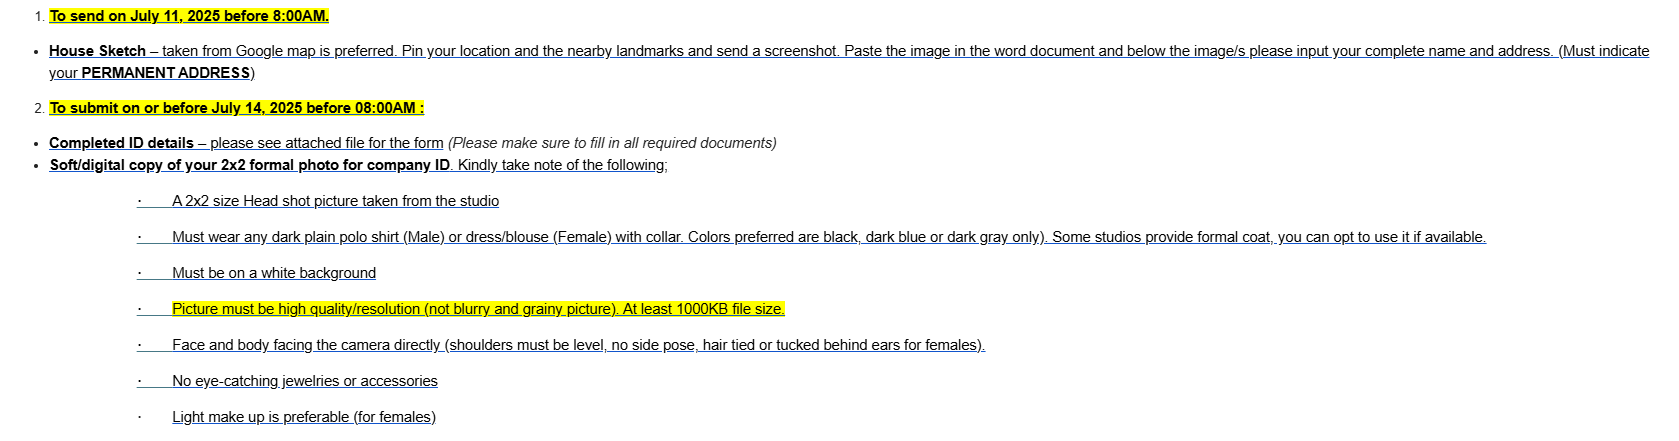 1. To send on July 11, 2025 before 8:00AM.
• House Sketch – taken from Google map is preferred. Pin your location and the nearby landmarks and send a screenshot. Paste the image in the word document and below the image/s please input your complete name and address. (Must indicate
your PERMANENT ADDRESS)
2. To submit on or before July 14, 2025 before 08:00AM :
• Completed ID details – please see attached file for the form (Please make sure to fill in all required documents)
• Soft/digital copy of your 2x2 formal photo for company ID. Kindly take note of the following;
· A 2x2 size Head shot picture taken from the studio
· Must wear any dark plain polo shirt (Male) or dress/blouse (Female) with collar. Colors preferred are black, dark blue or dark gray only). Some studios provide formal coat, you can opt to use it if available.
· Must be on a white background
· Picture must be high quality/resolution (not blurry and grainy picture). At least 1000KB file size.
· Face and body facing the camera directly (shoulders must be level, no side pose, hair tied or tucked behind ears for females).
· No eye-catching jewelries or accessories
· Light make up is preferable (for females)